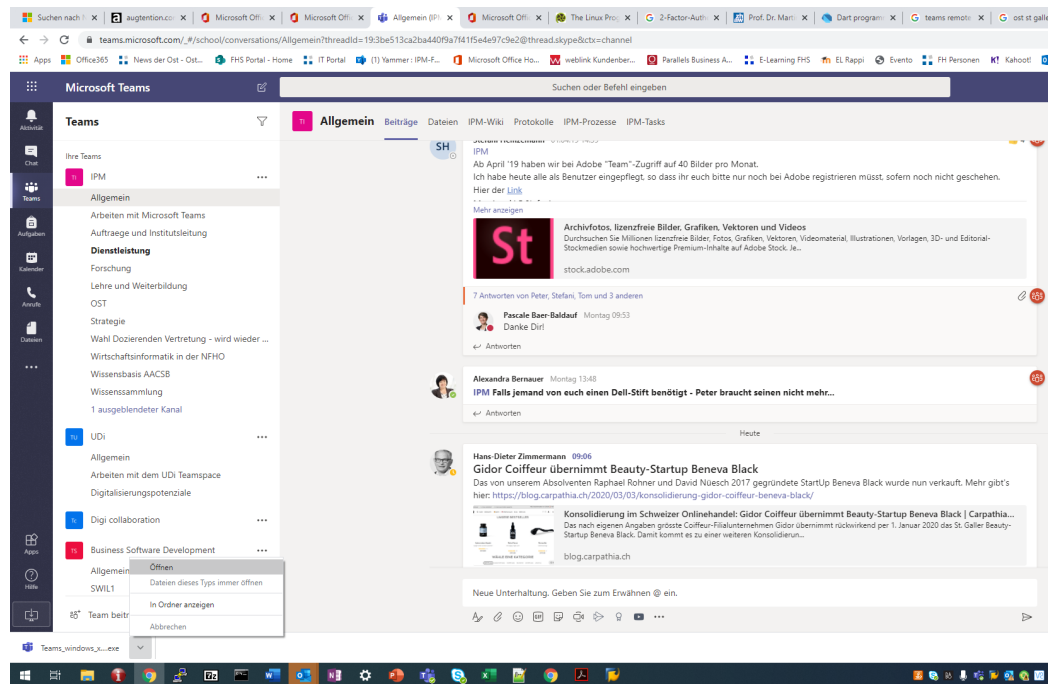 Suchen nach
augtention.co
Microsoft Offi
Microsoft Offi
Allgemein (IPM
Microsoft Offi
The Linux Prog
2-Factor-Auth
Prof. Dr. Marti
Dart program
teams remote
ost st galle
teams.microsoft.com/_#/school/conversations/Allgemein?threadId=19:3be513ca2ba440f9a7f41f5e4e97c9e2@thread.skype&ctx=channel
Apps
Office365
News der Ost - Ost...
FHS Portal - Home
IT Portal
(1) Yammer : IPM-F...
Microsoft Office Ho...
weblink Kundenber...
Parallels Business A...
E-Learning FHS
EL Rappi
Evento
FH Personen
Kahoot!
Microsoft Teams
Suchen oder Befehl eingeben
Aktivität
Chat
Teams
Aufgaben
Kalender
Anrufe
Dateien
Apps
Hilfe
Teams
Ihre Teams
TI IPM
Allgemein
Arbeiten mit Microsoft Teams
Auftraege und Institutsleitung
Dienstleistung
Forschung
Lehre und Weiterbildung
OST
Strategie
Wahl Dozierenden Vertretung - wird wieder ...
Wirtschaftsinformatik in der NFHO
Wissensbasis AACSB
Wissenssammlung
1 ausgeblendeter Kanal
TU UDi
Allgemein
Arbeiten mit dem UDi Teamspace
Digitalisierungspotenziale
Digi collaboration
TS Business Software Development
Allgemein
SWIL1
Team beitr
Öffnen
Dateien dieses Typs immer öffnen
In Ordner anzeigen
Abbrechen
Teams_windows_x....exe
TI Allgemein
Beiträge
Dateien
IPM-Wiki
Protokolle
IPM-Prozesse
IPM-Tasks
SH
IPM
Ab April '19 haben wir bei Adobe "Team"-Zugriff auf 40 Bilder pro Monat.
Ich habe heute alle als Benutzer eingepflegt, so dass ihr euch bitte nur noch bei Adobe registrieren müsst, sofern noch nicht geschehen.
Hier der Link
Mehr anzeigen
St
Archivfotos, lizenzfreie Bilder, Grafiken, Vektoren und Videos
Durchsuchen Sie Millionen lizenzfreie Bilder, Fotos, Grafiken, Vektoren, Videomaterial, Illustrationen, Vorlagen, 3D- und Editorial-
Stockmedien sowie hochwertige Premium-Inhalte auf Adobe Stock. Je...
stock.adobe.com
7 Antworten von Peter, Stefani, Tom und 3 anderen
Pascale Baer-Baldauf Montag 09:53
Danke Dir!
Antworten
Alexandra Bernauer Montag 13:48
IPM Falls jemand von euch einen Dell-Stift benötigt - Peter braucht seinen nicht mehr...
Antworten
Heute
Hans-Dieter Zimmermann 09:06
Gidor Coiffeur übernimmt Beauty-Startup Beneva Black
Das von unserem Absolventen Raphael Rohner und David Nüesch 2017 gegründete StartUp Beneva Black wurde nun verkauft. Mehr gibt's
hier: https://blog.carpathia.ch/2020/03/03/konsolidierung-gidor-coiffeur-beneva-black/
Konsolidierung im Schweizer Onlinehandel: Gidor Coiffeur übernimmt Beauty-Startup Beneva Black | Carpathia...
Das nach eigenen Angaben grösste Coiffeur-Filialunternehmen Gidor übernimmt rückwirkend per 1. Januar 2020 das St. Galler Beauty-
Startup Beneva Black. Damit kommt es zu einer weiteren Konsolidierun...
blog.carpathia.ch
Neue Unterhaltung. Geben Sie zum Erwähnen @ ein.